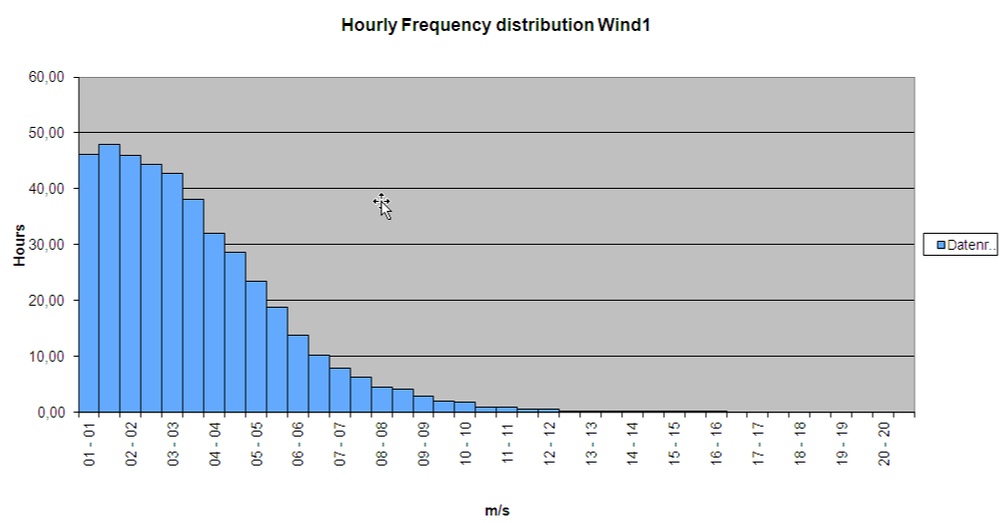 Hourly Frequency distribution Wind1
60,00
50,00
40,00
30,00
20,00
10,00
0,00
Hours
01 - 01
02 - 02
03 - 03
04 - 04
05 - 05
06 - 06
07 - 07
08 - 08
09 - 09
10 - 10
11 - 11
12 - 12
13 - 13
14 - 14
15 - 15
16 - 16
17 - 17
18 - 18
19 - 19
20 - 20
m/s
Datenr..